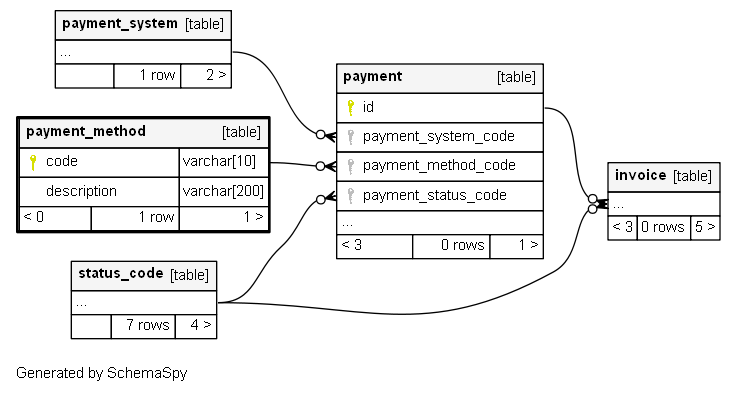 payment_system [table]
...
1 row 2 >
payment_method [table]
code varchar[10]
description varchar[200]
< 0 1 row 1 >
status_code [table]
...
7 rows 4 >
payment [table]
id
payment_system_code
payment_method_code
payment_status_code
...
< 3 0 rows 1 >
invoice [table]
...
< 3 0 rows 5 >
Generated by SchemaSpy